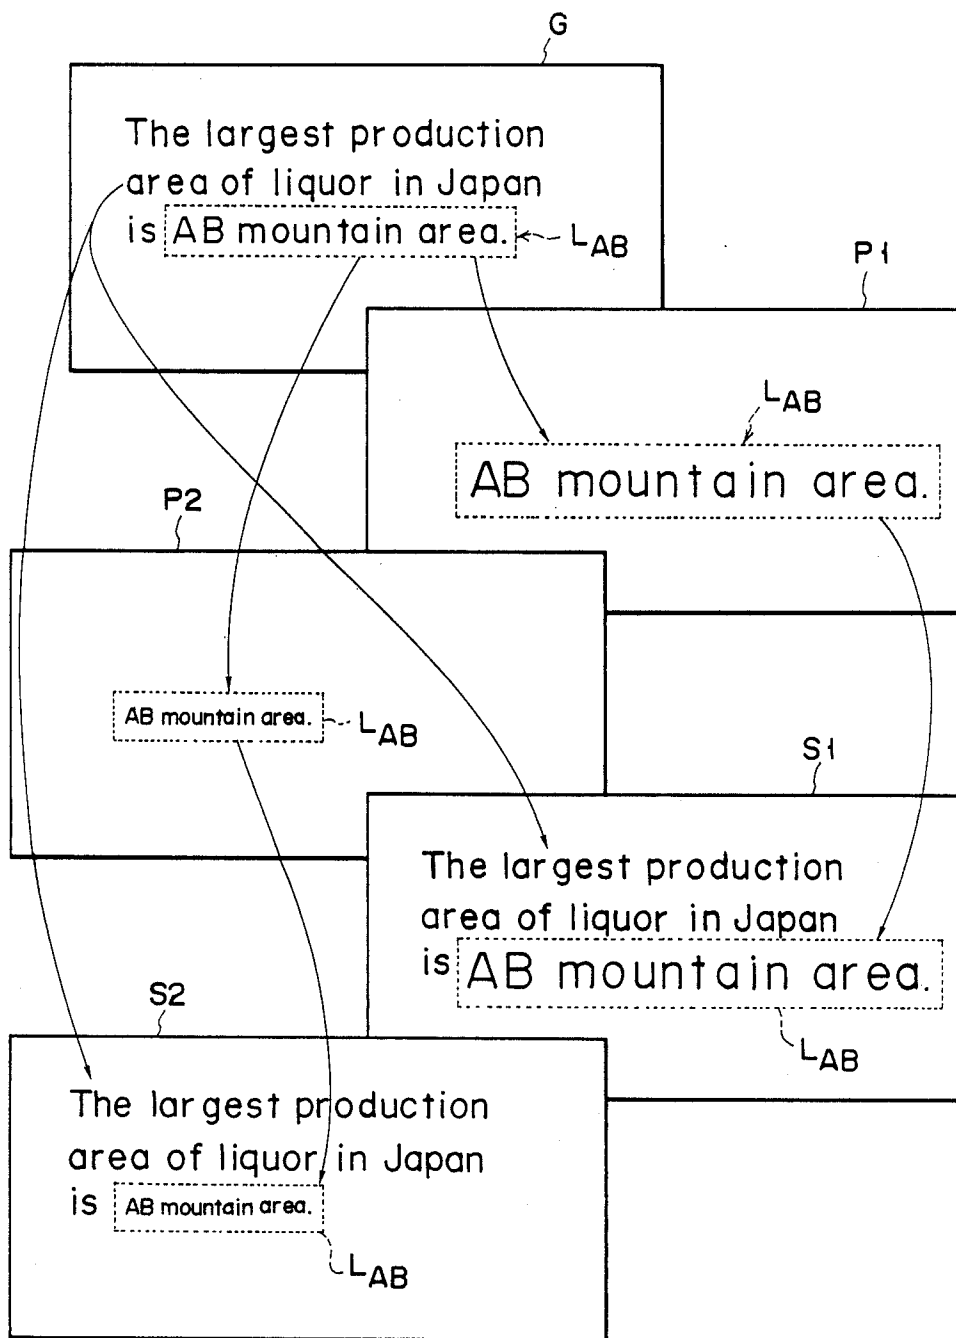 G
The largest production
area of liquor in Japan
is AB mountain area. LAB
P1
LAB
AB mountain area.
P2
AB mountain area. LAB
S1
The largest production
area of liquor in Japan
is AB mountain area.
LAB
S2
The largest production
area of liquor in Japan
is AB mountain area.
LAB